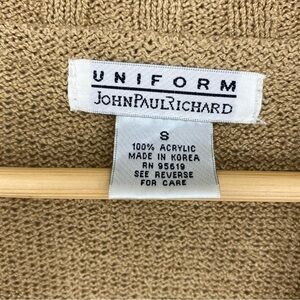 UNIFORM
JOHNPAULRICHARD
S
100% ACRYLIC
MADE IN KOREA
RN 95619
SEE REVERSE
FOR CARE